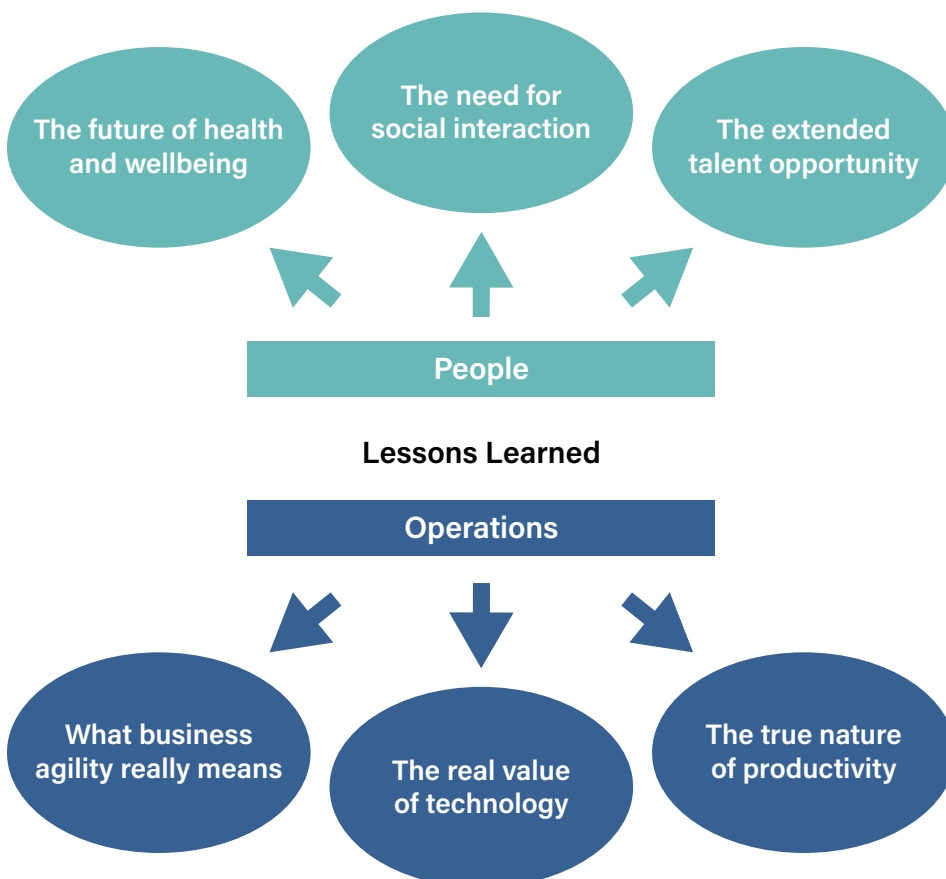 The future of health
and wellbeing
The need for
social interaction
The extended
talent opportunity
People
Lessons Learned
Operations
What business
agility really means
The real value
of technology
The true nature
of productivity